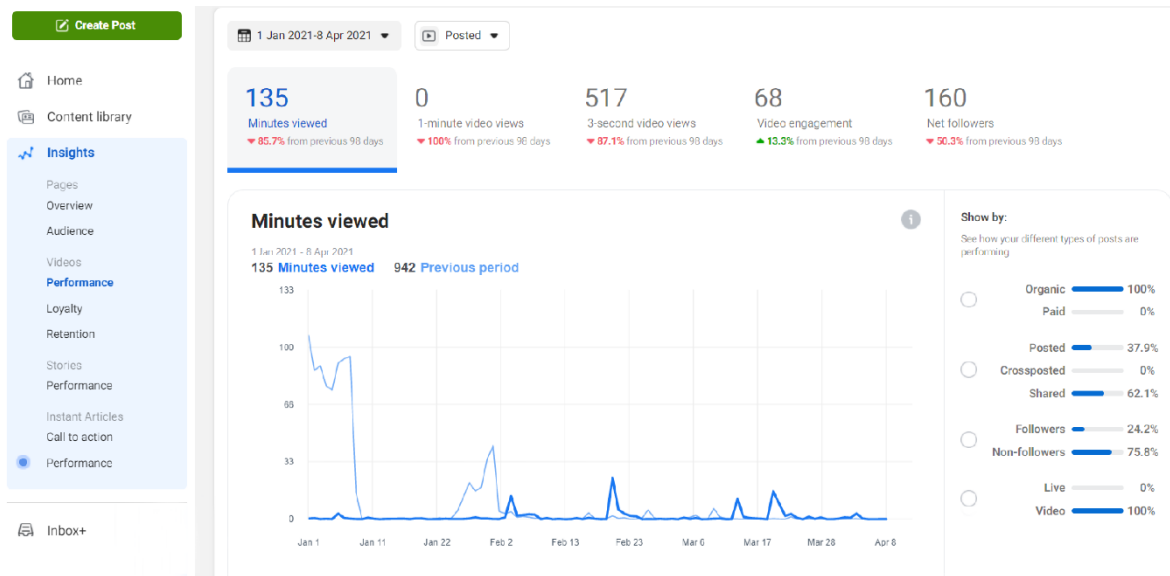 Create Post
Home
Content library
Insights
Pages
Overview
Audience
Videos
Performance
Loyalty
Retention
Stories
Performance
Instant Articles
Call to action
Performance
Inbox+
1 Jan 2021-8 Apr 2021
Posted
135
Minutes viewed
85.7% from previous 98 days
0
1-minute video views
100% from previous 98 days
517
3-second video views
87.1% from previous 98 days
68
Video engagement
13.3% from previous 98 days
160
Net followers
50.3% from previous 98 days
Minutes viewed
i
1 Jan 2021 - 8 Apr 2021
135 Minutes viewed 942 Previous period
133
100
66
33
0
Jan 1 Jan 11 Jan 22 Feb 2 Feb 13 Feb 23 Mar 6 Mar 17 Mar 28 Apr 8
Show by:
See how your different types of posts are
performing
Organic 100%
Paid 0%
Posted 37.9%
Crossposted 0%
Shared 62.1%
Followers 24.2%
Non-followers 75.8%
Live 0%
Video 100%